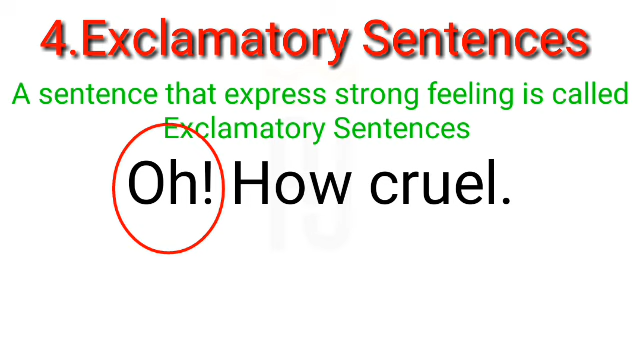 4.Exclamatory Sentences
A sentence that express strong feeling is called
Exclamatory Sentences
Oh! How cruel.